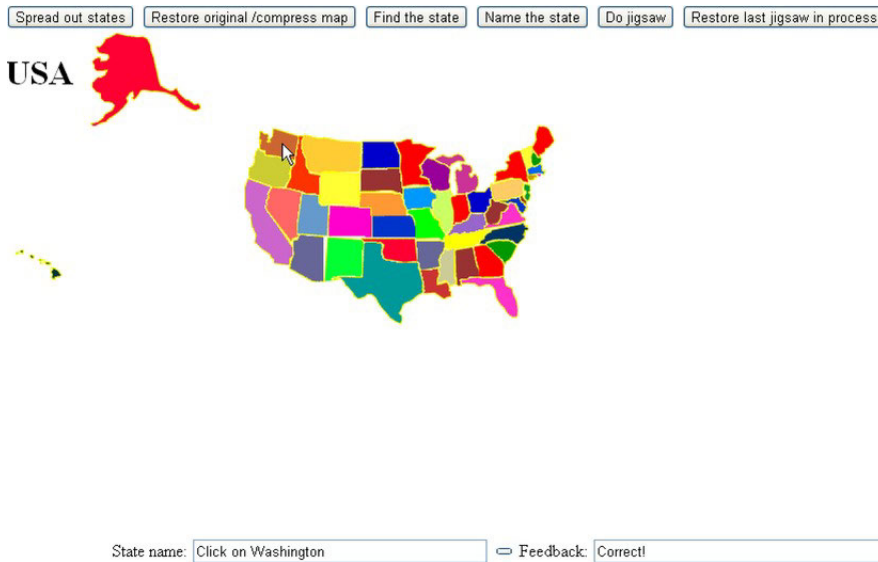 Spread out states Restore original /compress map Find the state Name the state Do jigsaw Restore last jigsaw in process
USA
State name: Click on Washington Feedback: Correct!